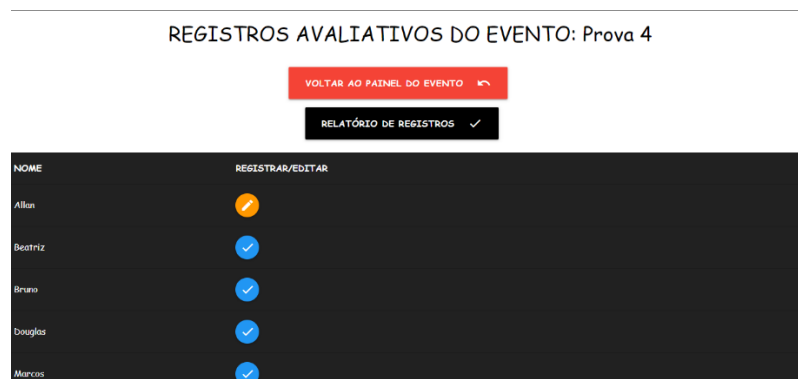 REGISTROS AVALIATIVOS DO EVENTO: Prova 4
VOLTAR AO PAINEL DO EVENTO
RELATÓRIO DE REGISTROS
NOME REGISTRAR/EDITAR
Allan
Beatriz
Bruno
Douglas
Marcos